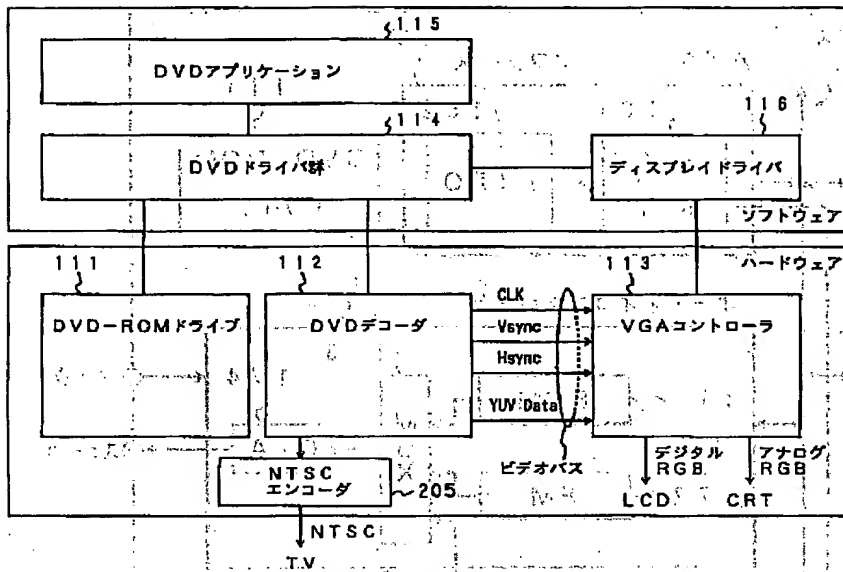 115
DVDアプリケーション
114
DVDドライバ群
116
ディスプレイドライバ
ソフトウェア
ハードウェア
111
DVD-ROMドライブ
112
DVDデコーダ
CLK
Vsync
Hsync
YUV Data
ビデオバス
113
VGAコントローラ
デジタル
RGB
アナログ
RGB
LCD
CRT
NTSC
エンコーダ
205
NTSC
TV